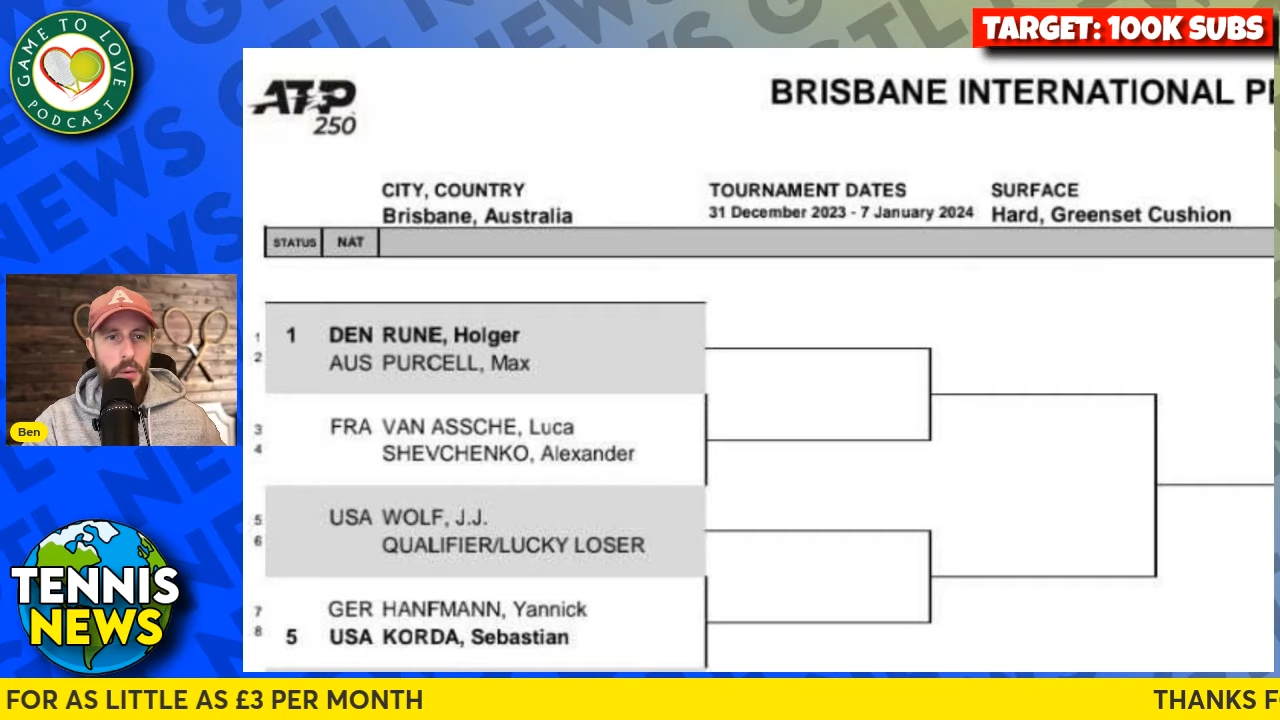 GAME TO LOVE
PODCAST
TARGET: 100K SUBS
ATP
250
BRISBANE INTERNATIONAL
CITY, COUNTRY
Brisbane, Australia
TOURNAMENT DATES
31 December 2023 - 7 January 2024
SURFACE
Hard, Greenset Cushion
STATUS NAT
1 1 DEN RUNE, Holger
2 AUS PURCELL, Max
3 FRA VAN ASSCHE, Luca
4 SHEVCHENKO, Alexander
5 USA WOLF, J.J.
6 QUALIFIER/LUCKY LOSER
7 GER HANFMANN, Yannick
8 5 USA KORDA, Sebastian
Ben
TENNIS
NEWS
FOR AS LITTLE AS £3 PER MONTH
THANKS